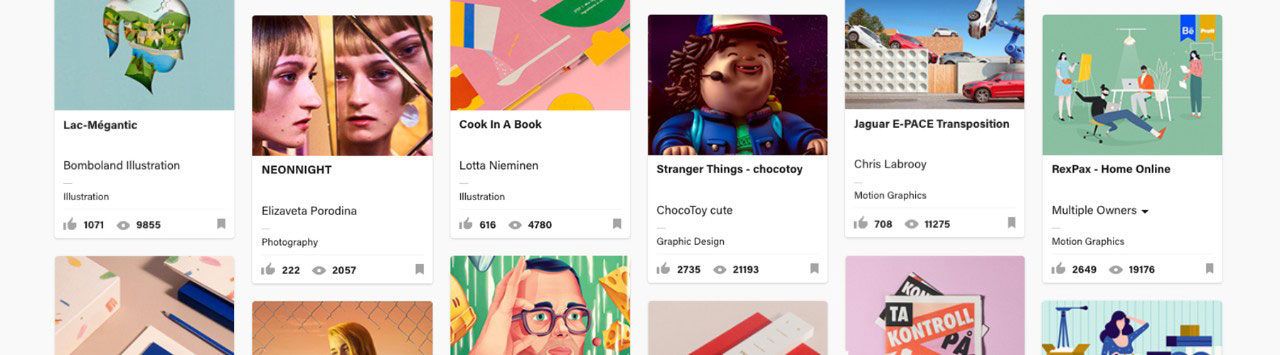 Lac-Mégantic
Bomboland Illustration
Illustration
1071 9855
NEONNIGHT
Elizaveta Porodina
Photography
222 2057
Cook In A Book
Lotta Nieminen
Illustration
616 4780
Stranger Things - chocotoy
ChocoToy cute
Graphic Design
2735 21193
Jaguar E-PACE Transposition
Chris Labrooy
Motion Graphics
708 11275
Bē
RexPax - Home Online
Multiple Owners
Motion Graphics
2649 19176
TA
KONTROLL
PÅ